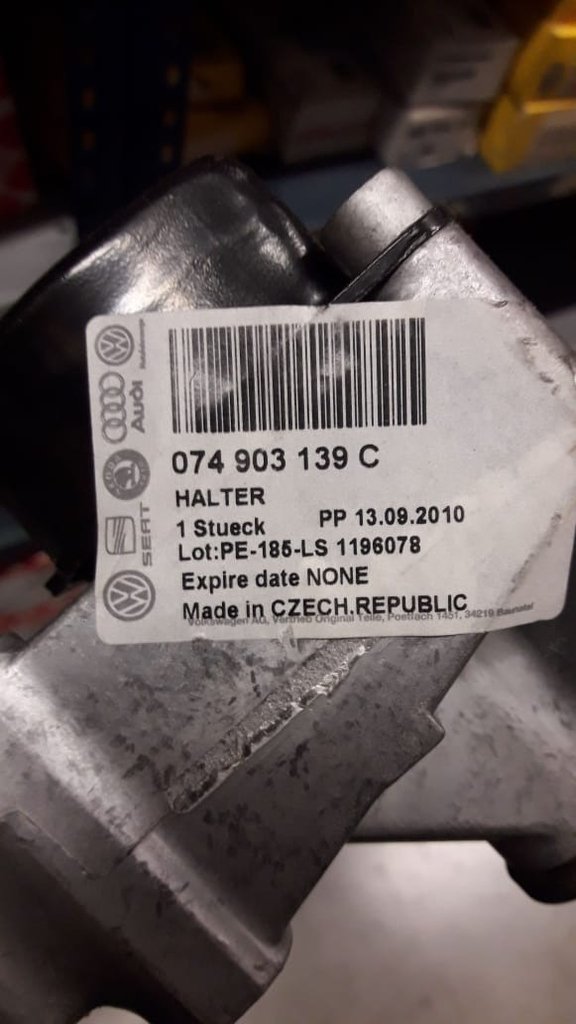 074 903 139 C
HALTER
1 Stueck PP 13.09.2010
Lot:PE-185-LS 1196078
Expire date NONE
Made in CZECH.REPUBLIC
Volkswagen AG, Vertrieb Original Teile, Postfach 1451, 34219 Baunatal
Audi
SEAT